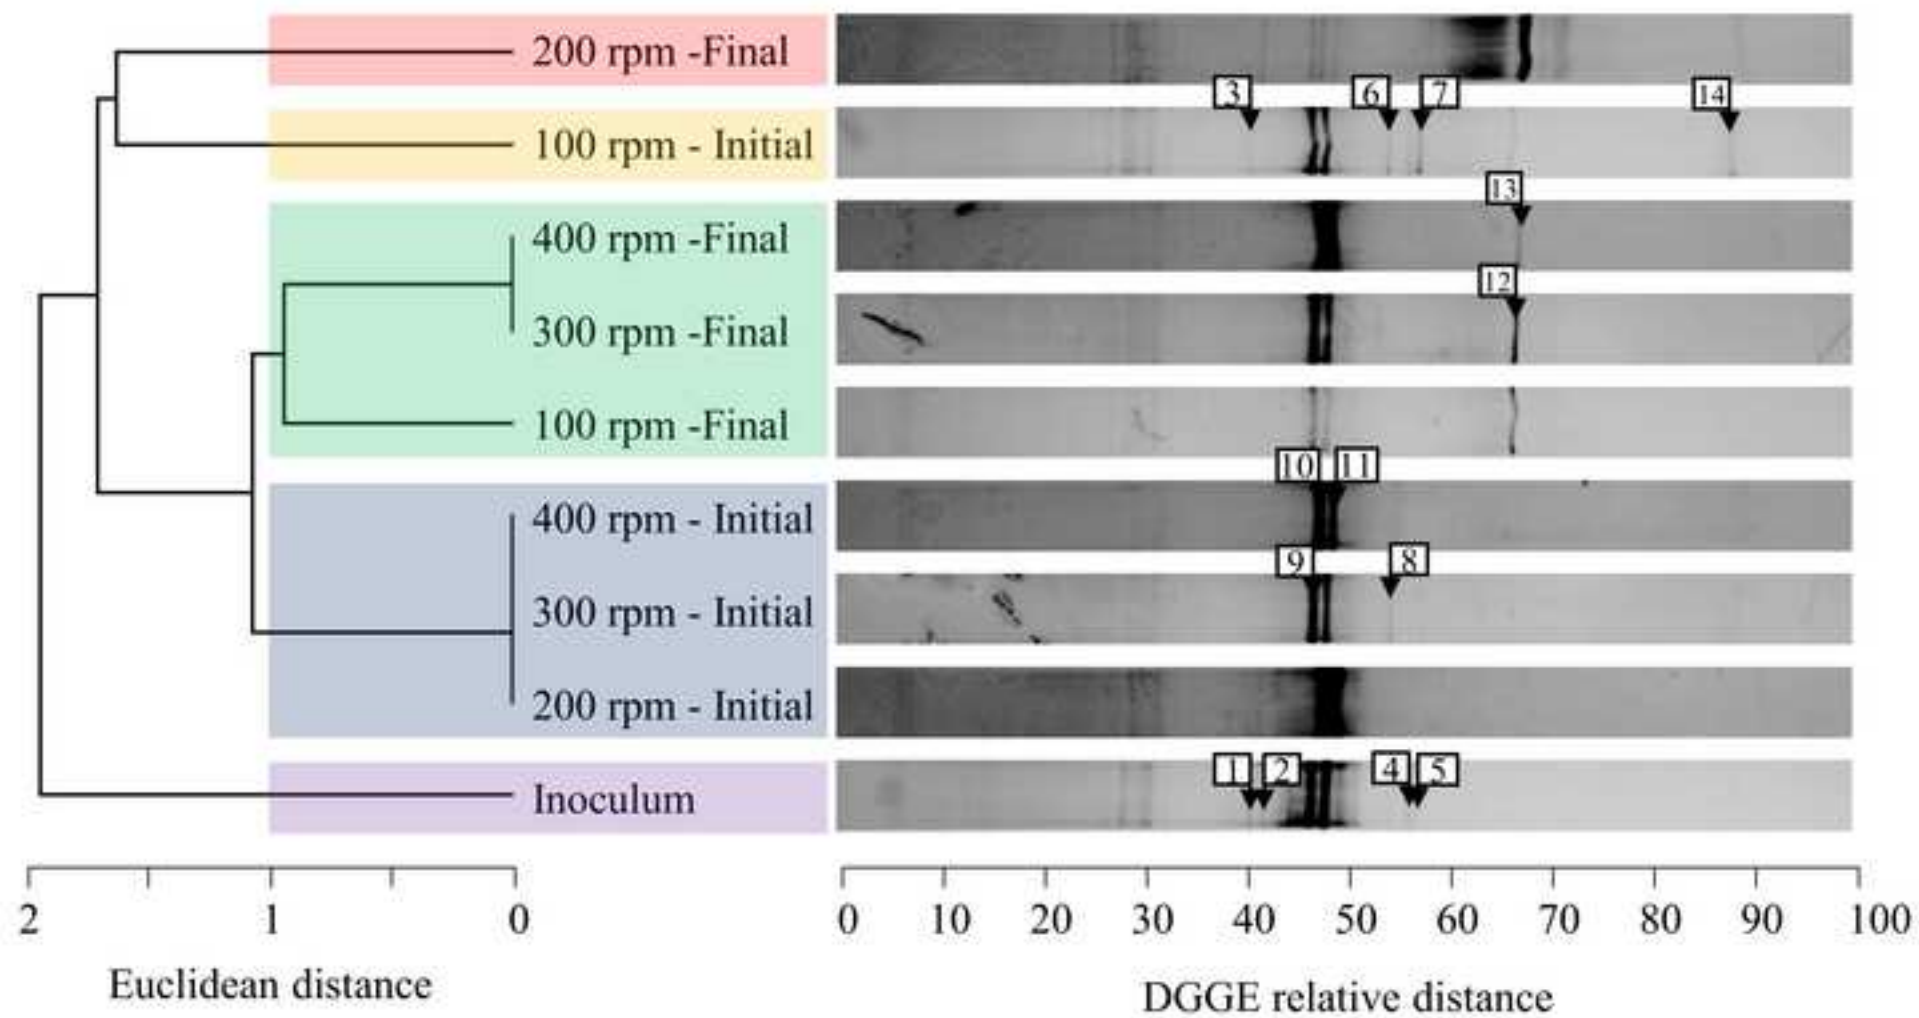 200 rpm -Final
3 6 7 14
100 rpm - Initial
13
400 rpm -Final
12
300 rpm -Final
100 rpm -Final
10 11
400 rpm - Initial
9 8
300 rpm - Initial
200 rpm - Initial
1 2 4 5
Inoculum
2 1 0
0 10 20 30 40 50 60 70 80 90 100
Euclidean distance
DGGE relative distance